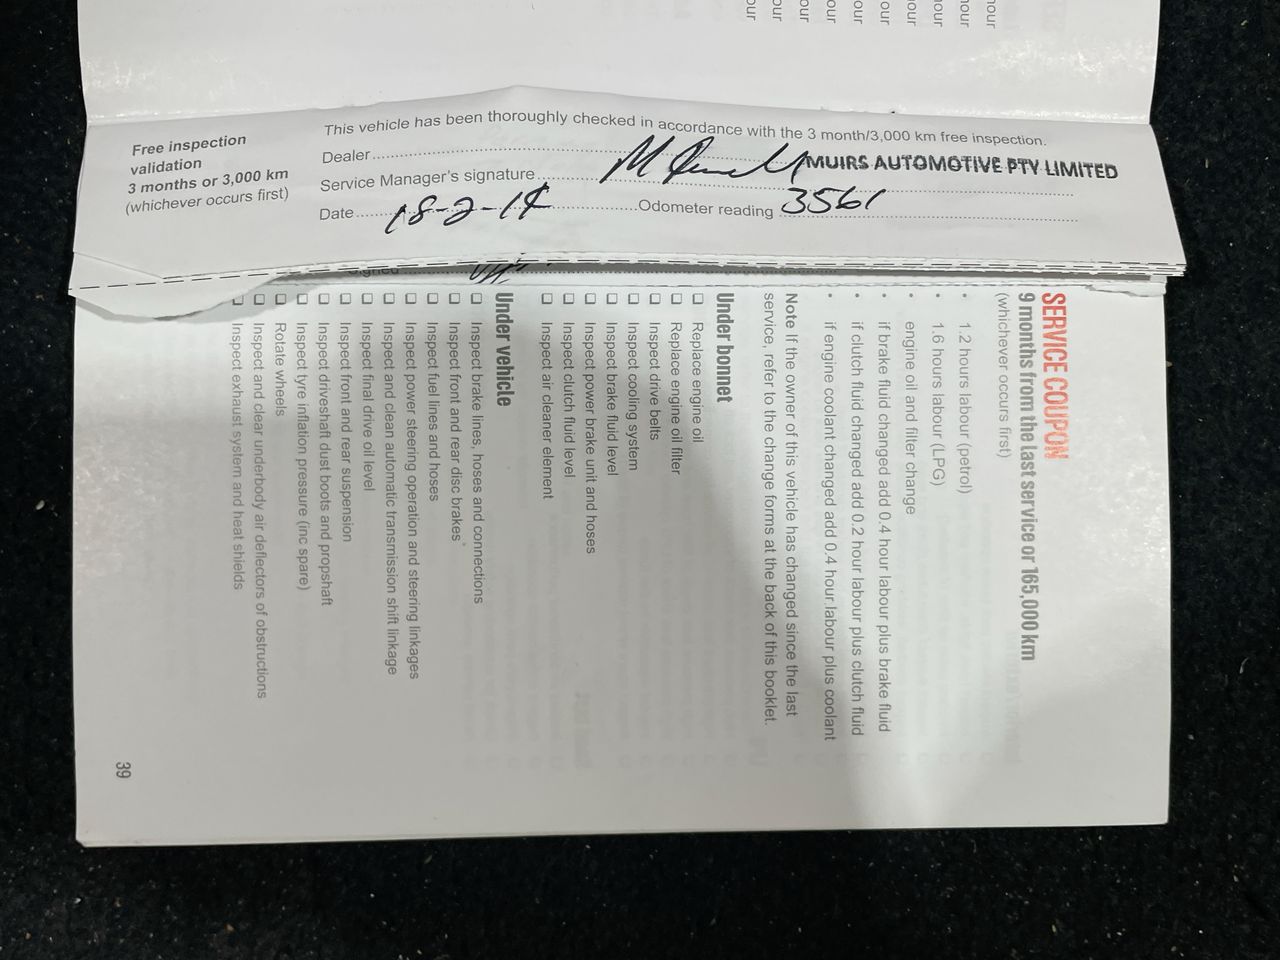 our
our
our
our
our
our
our
hour
hour
hour
Free inspection
validation
3 months or 3,000 km
(whichever occurs first)
This vehicle has been thoroughly checked in accordance with the 3 month/3,000 km free inspection.
Dealer MUIRS AUTOMOTIVE PTY LIMITED
Service Manager's signature
Date 18-2-14 Odometer reading 3561
Signed
SERVICE COUPON
9 months from the last service or 165,000 km
(whichever occurs first)
• 1.2 hours labour (petrol)
• 1.6 hours labour (LPG)
engine oil and filter change
• if brake fluid changed add 0.4 hour labour plus brake fluid
• if clutch fluid changed add 0.2 hour labour plus clutch fluid
• if engine coolant changed add 0.4 hour labour plus coolant
Note If the owner of this vehicle has changed since the last
service, refer to the change forms at the back of this booklet.
Under bonnet
❏ Replace engine oil
❏ Replace engine oil filter
❏ Inspect drive belts
❏ Inspect cooling system
❏ Inspect brake fluid level
❏ Inspect power brake unit and hoses
❏ Inspect clutch fluid level
❏ Inspect air cleaner element
Under vehicle
❏ Inspect brake lines, hoses and connections
❏ Inspect front and rear disc brakes
❏ Inspect fuel lines and hoses
❏ Inspect power steering operation and steering linkages
❏ Inspect and clean automatic transmission shift linkage
❏ Inspect final drive oil level
❏ Inspect front and rear suspension
❏ Inspect driveshaft dust boots and propshaft
❏ Inspect tyre inflation pressure (inc spare)
❏ Rotate wheels
❏ Inspect and clear underbody air deflectors of obstructions
❏ Inspect exhaust system and heat shields
39